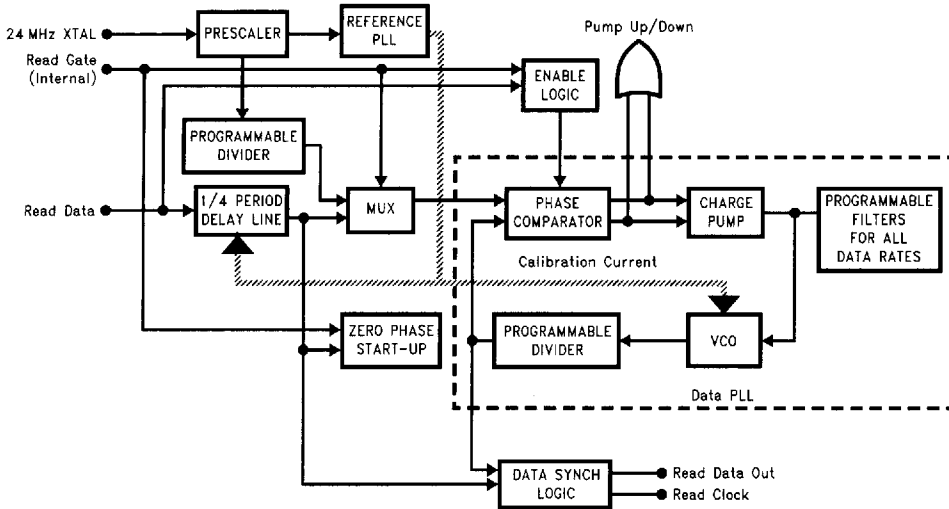 Pump Up/Down
24 MHz XTAL
PRESCALER
REFERENCE
PLL
Read Gate
(Internal)
ENABLE
LOGIC
PROGRAMMABLE
DIVIDER
Read Data
1/4 PERIOD
DELAY LINE
MUX
PHASE
COMPARATOR
CHARGE
PUMP
PROGRAMMABLE
FILTERS
FOR ALL
DATA RATES
Calibration Current
ZERO PHASE
START-UP
PROGRAMMABLE
DIVIDER
VCO
Data PLL
DATA SYNCH
LOGIC
Read Data Out
Read Clock